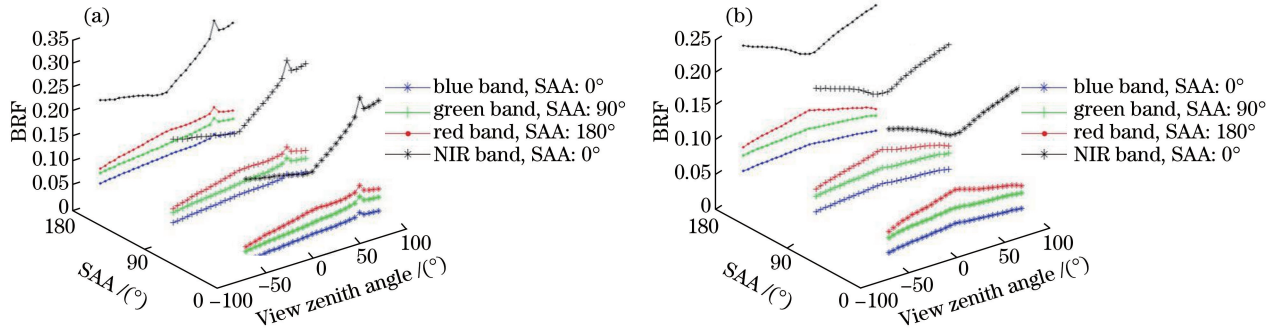 (a)
0.35
0.30
0.25
0.20
0.15
0.10
0.05
0
BRF
180
90
0
SAA /(°)
−100
−50
0
50
100
View zenith angle /(°)
blue band, SAA: 0°
green band, SAA: 90°
red band, SAA: 180°
NIR band, SAA: 0°
(b)
0.25
0.20
0.15
0.10
0.05
0
BRF
180
90
0
SAA /(°)
−100
−50
0
50
100
View zenith angle /(°)
blue band, SAA: 0°
green band, SAA: 90°
red band, SAA: 180°
NIR band, SAA: 0°